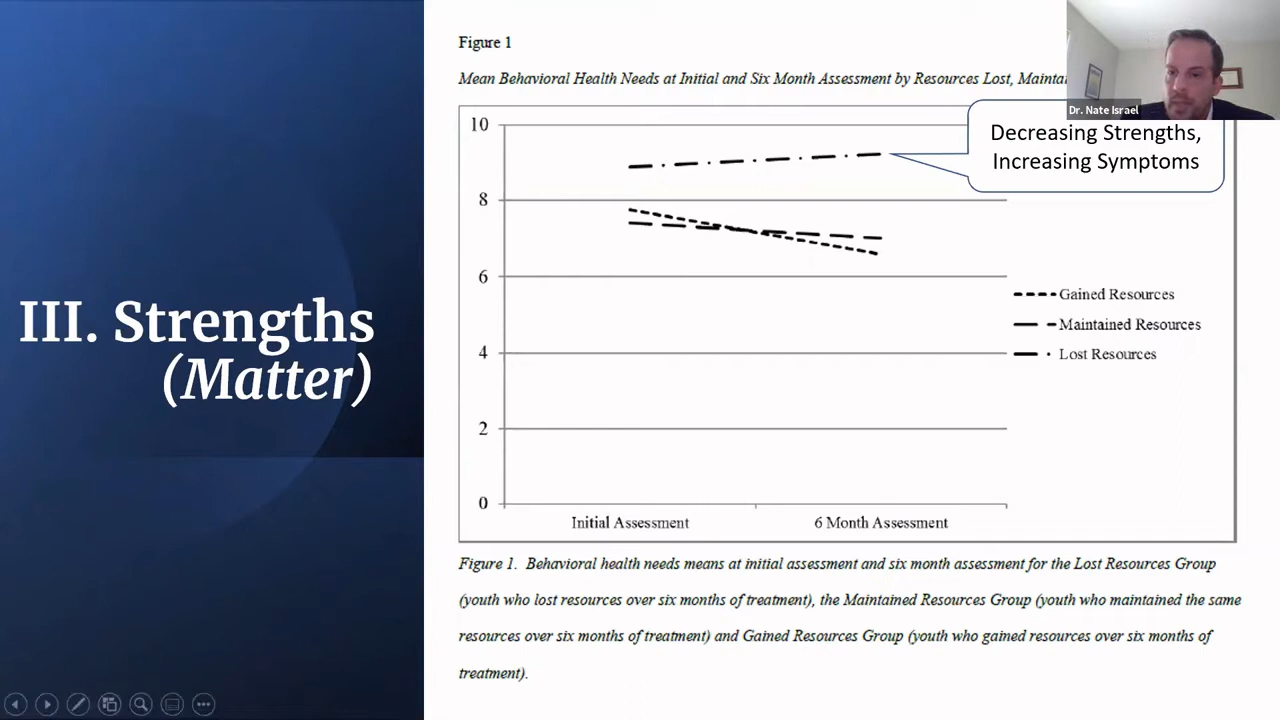 III. Strengths
(Matter)
Figure 1
Mean Behavioral Health Needs at Initial and Six Month Assessment by Resources Lost,
Dr. Nate Israel
Decreasing Strengths,
Increasing Symptoms
10
8
6
4
2
0
Initial Assessment
6 Month Assessment
Gained Resources
Maintained Resources
Lost Resources
Figure 1. Behavioral health needs means at initial assessment and six month assessment for the Lost Resources Group
(youth who lost resources over six months of treatment), the Maintained Resources Group (youth who maintained the same
resources over six months of treatment) and Gained Resources Group (youth who gained resources over six months of
treatment).